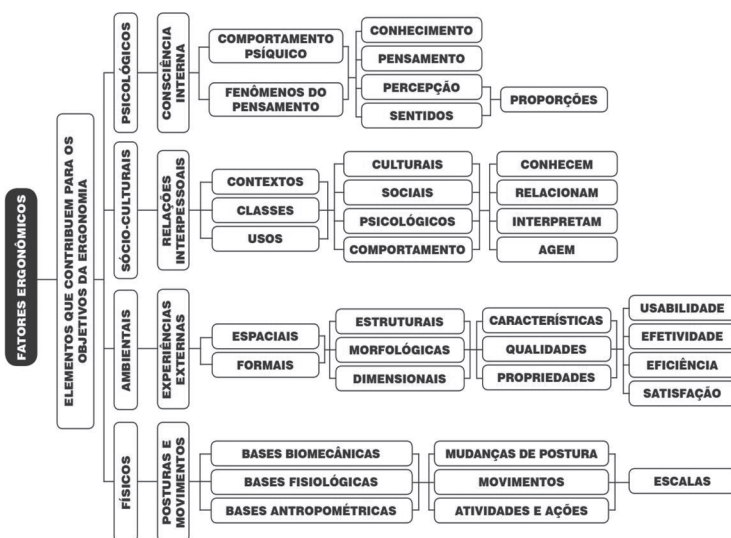 FATORES ERGONÔMICOS
ELEMENTOS QUE CONTRIBUEM PARA OS
OBJETIVOS DA ERGONOMIA
PSICOLÓGICOS
CONSCIÊNCIA
INTERNA
COMPORTAMENTO
PSÍQUICO
FENÔMENOS DO
PENSAMENTO
CONHECIMENTO
PENSAMENTO
PERCEPÇÃO
SENTIDOS
PROPORÇÕES
SÓCIO-CULTURAIS
RELAÇÕES
INTERPESSOAIS
CONTEXTOS
CLASSES
USOS
CULTURAIS
SOCIAIS
PSICOLÓGICOS
COMPORTAMENTO
CONHECEM
RELACIONAM
INTERPRETAM
AGEM
AMBIENTAIS
EXPERIÊNCIAS
EXTERNAS
ESPACIAIS
FORMAIS
ESTRUTURAIS
MORFOLÓGICAS
DIMENSIONAIS
CARACTERÍSTICAS
QUALIDADES
PROPRIEDADES
USABILIDADE
EFETIVIDADE
EFICIÊNCIA
SATISFAÇÃO
FÍSICOS
POSTURAS E
MOVIMENTOS
BASES BIOMECÂNICAS
BASES FISIOLÓGICAS
BASES ANTROPOMÉTRICAS
MUDANÇAS DE POSTURA
MOVIMENTOS
ATIVIDADES E AÇÕES
ESCALAS